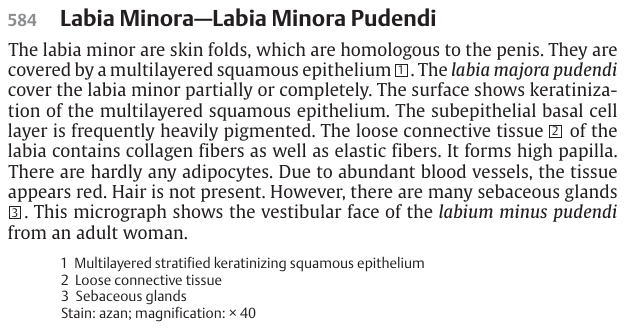 584 Labia Minora—Labia Minora Pudendi
The labia minor are skin folds, which are homologous to the penis. They are
covered by a multilayered squamous epithelium 1. The labia majora pudendi
cover the labia minor partially or completely. The surface shows keratiniza-
tion of the multilayered squamous epithelium. The subepithelial basal cell
layer is frequently heavily pigmented. The loose connective tissue 2 of the
labia contains collagen fibers as well as elastic fibers. It forms high papilla.
There are hardly any adipocytes. Due to abundant blood vessels, the tissue
appears red. Hair is not present. However, there are many sebaceous glands
3. This micrograph shows the vestibular face of the labium minus pudendi
from an adult woman.
1 Multilayered stratified keratinizing squamous epithelium
2 Loose connective tissue
3 Sebaceous glands
Stain: azan; magnification: × 40